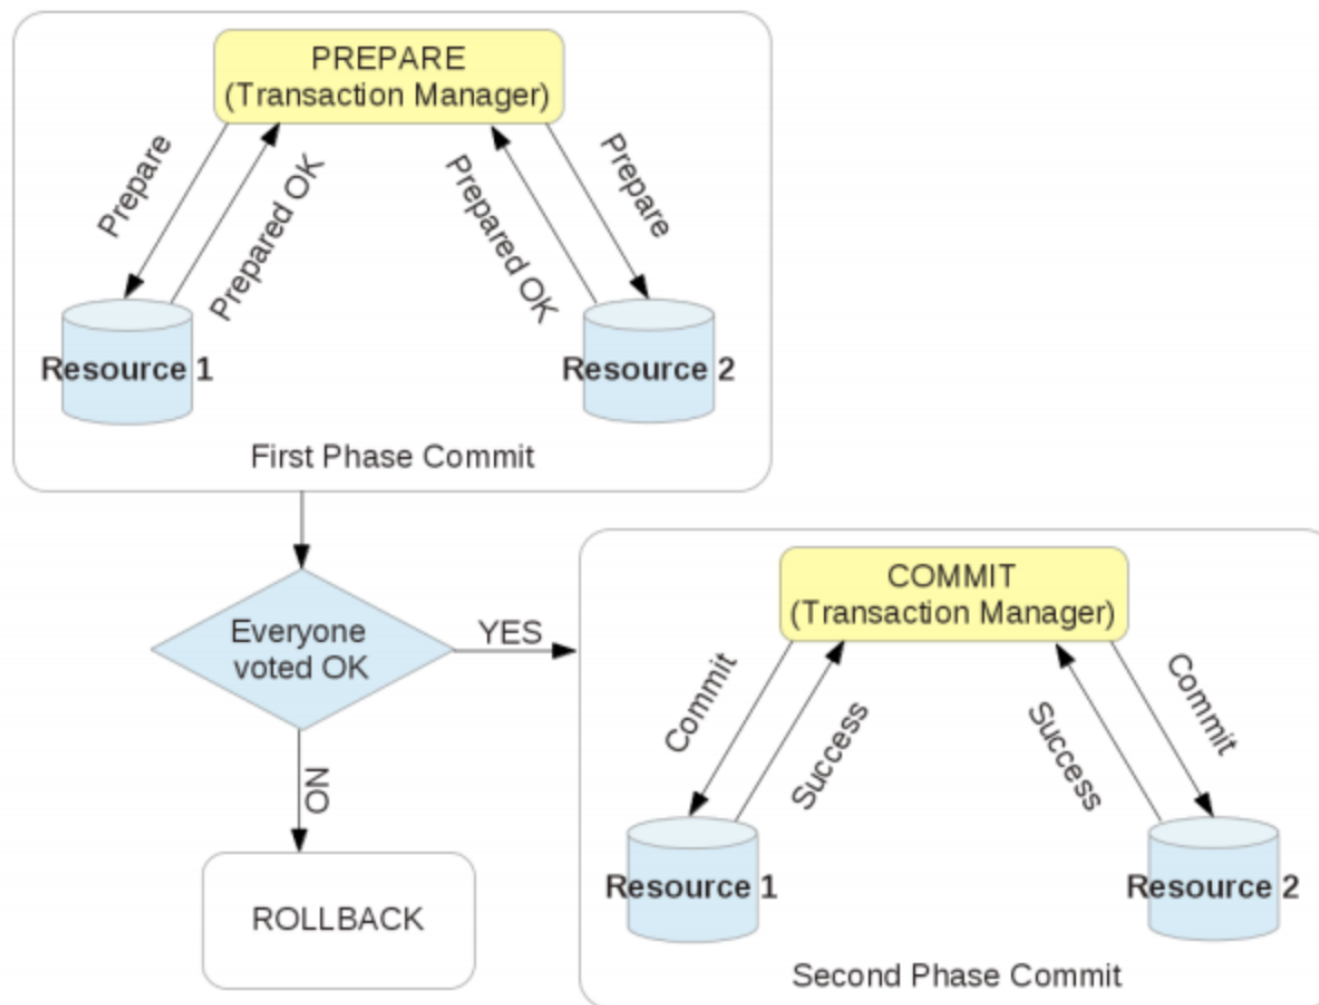 PREPARE
(Transaction Manager)
Prepare
Prepared OK
Prepared OK
Prepare
Resource 1
Resource 2
First Phase Commit
Everyone
voted OK
YES
NO
ROLLBACK
COMMIT
(Transaction Manager)
Commit
Success
Success
Commit
Resource 1
Resource 2
Second Phase Commit